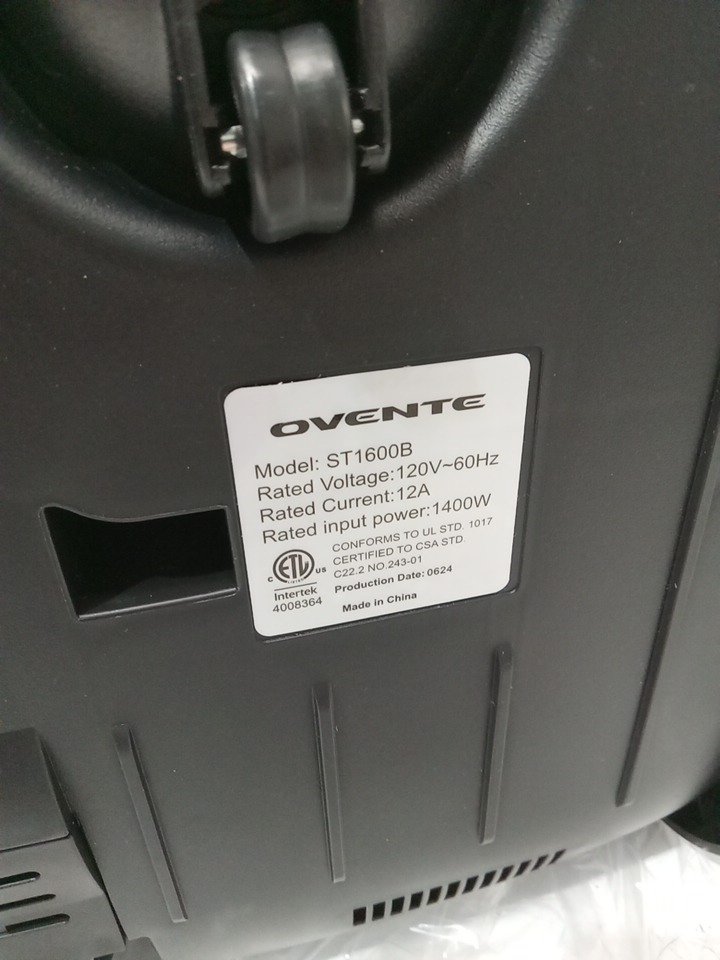 OVENTE
Model: ST1600B
Rated Voltage:120V~60Hz
Rated Current:12A
Rated input power:1400W
CONFORMS TO UL STD. 1017
CERTIFIED TO CSA STD.
C22.2 NO.243-01
Production Date: 0624
Made in China
C ETL US
Intertek
4008364